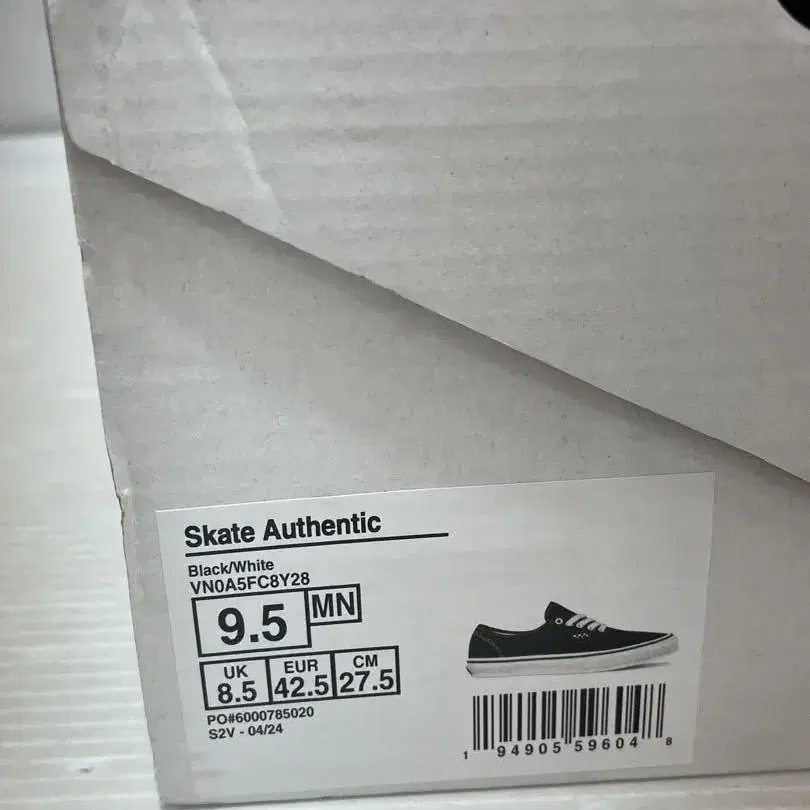 Skate Authentic
Black/White
VN0A5FC8Y28
9.5 MN
UK EUR CM
8.5 42.5 27.5
PO#6000785020
S2V - 04/24
1 94905 59604 8